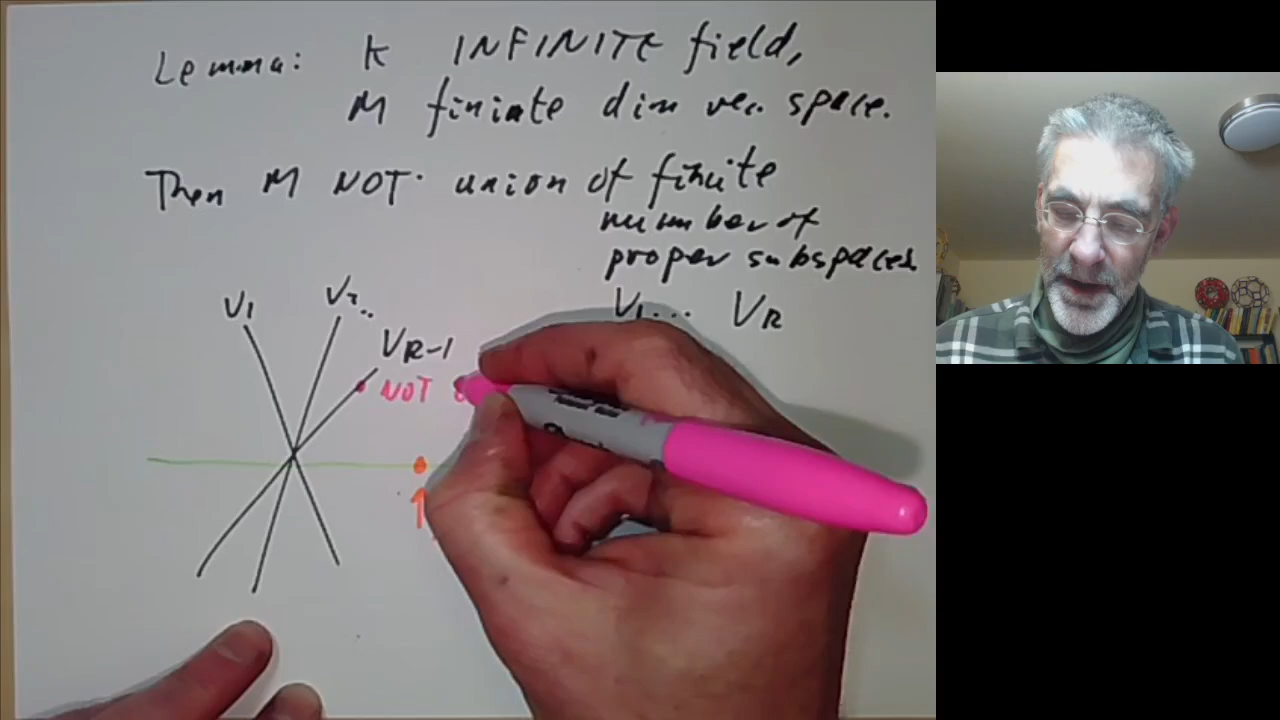 Lemma: K INFINITE field,
M finite dim vec. space.
Then M NOT union of finite
number of
proper subspaces
V1... VR
V1 V2..
VR-1
NOT
1